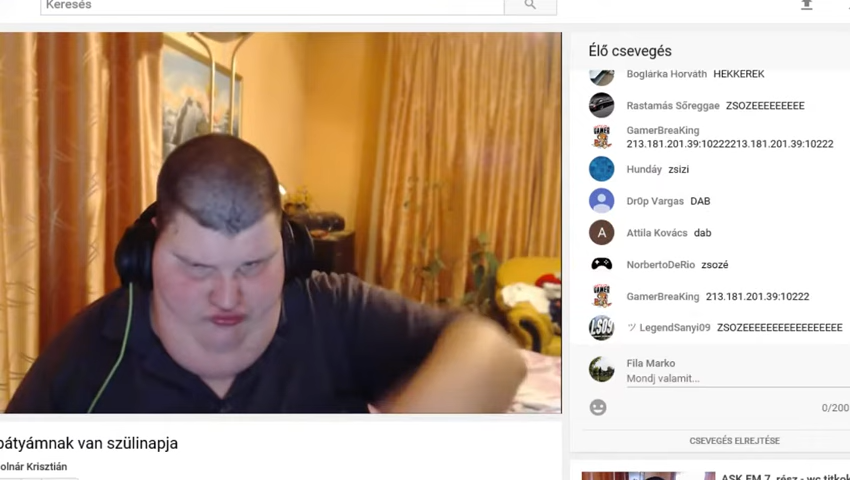 Keresés
Élő csevegés
Boglárka Horváth HEKKEREK
Rastamás Sőreggae ZSOZEEEEEEEEE
GamerBreaKing
213.181.201.39:10222213.181.201.39:10222
Hunday zsizi
Dr0p Vargas DAB
Attila Kovács dab
NorbertoDeRio zsozé
GamerBreaKing 213.181.201.39:10222
ツ LegendSanyi09 ZSOZEEEEEEEEEEEEEEEEE
Fila Marko
Mondj valamit...
0/200
CSEVEGÉS ELREJTÉSE
bátyámnak van szülinapja
olnár Krisztián
ASK FM 7. rész - wc titkok